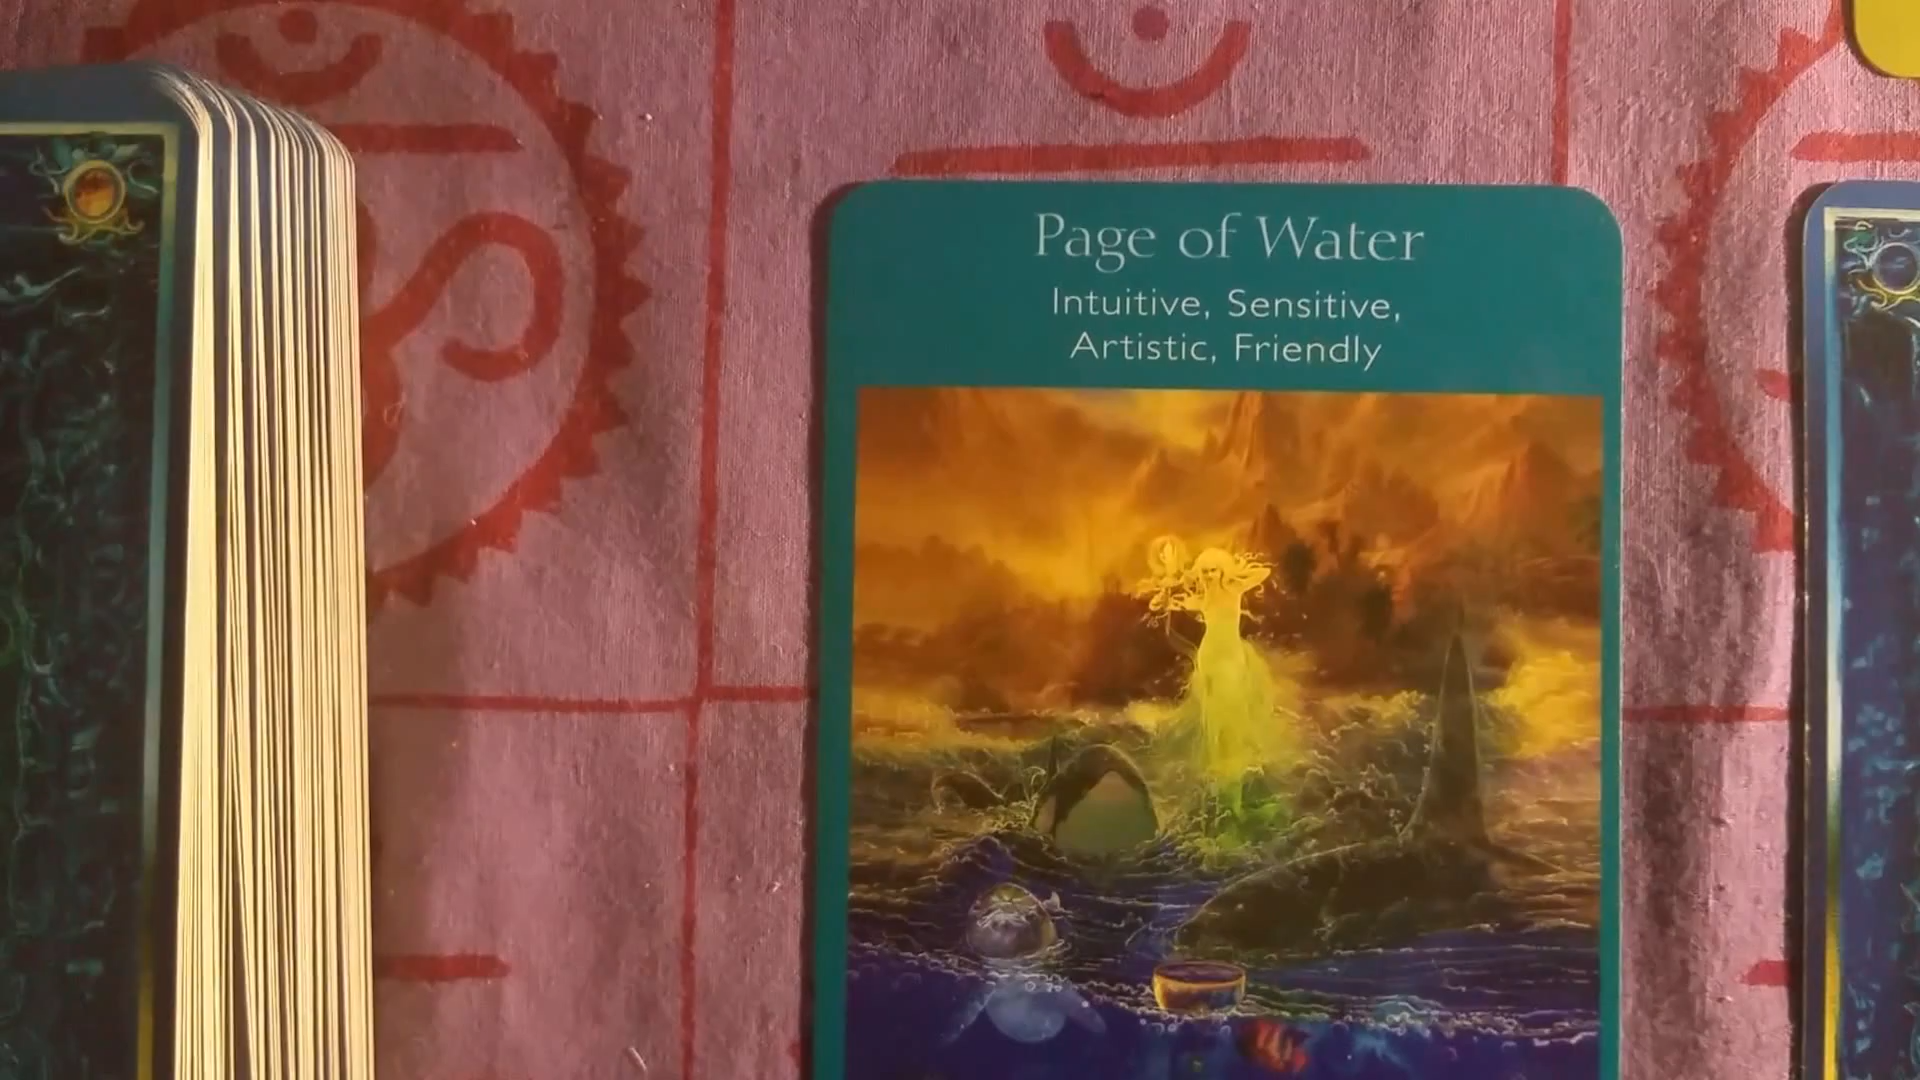 Page of Water
Intuitive, Sensitive,
Artistic, Friendly